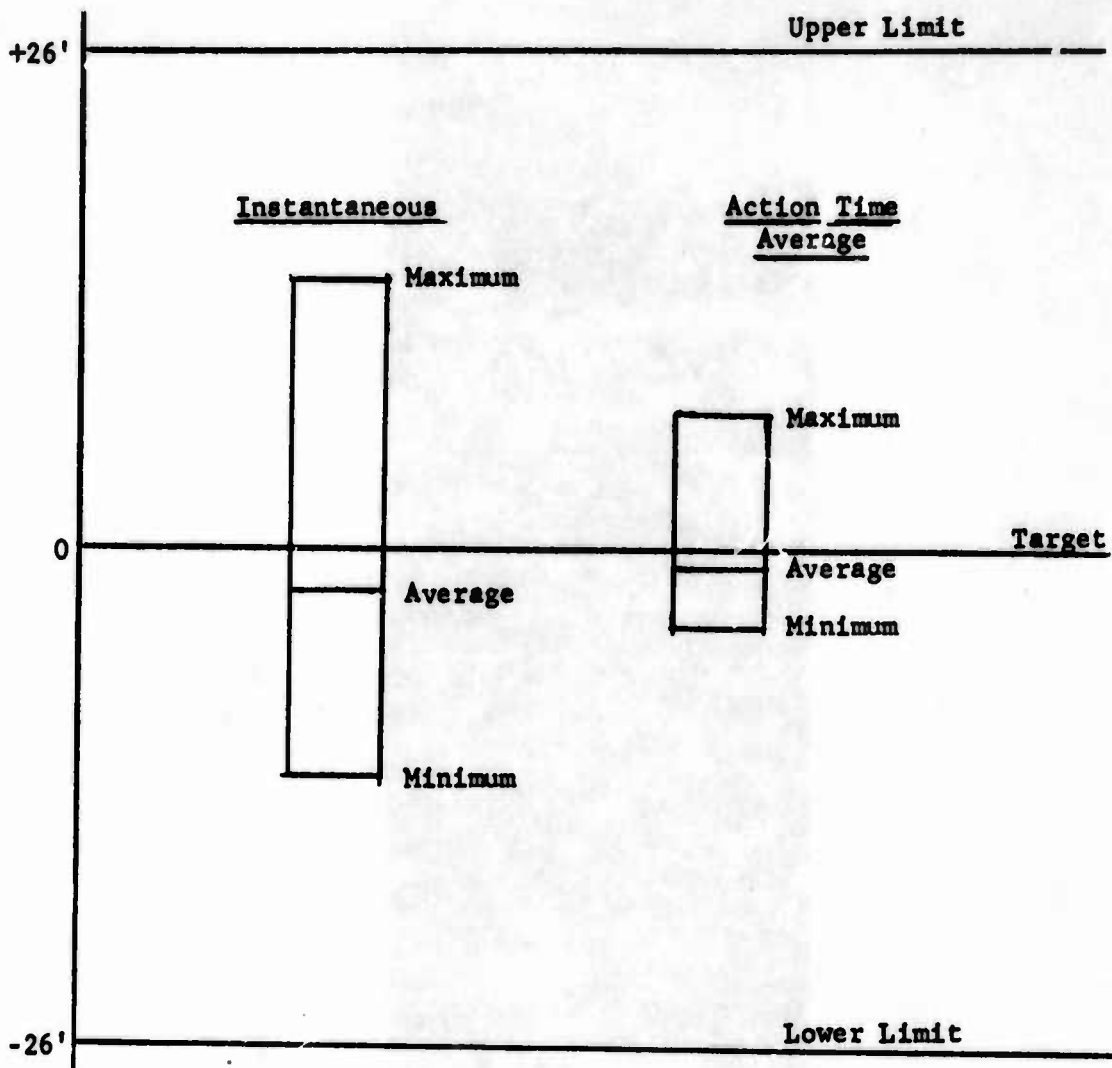 Upper Limit
+26'
Instantaneous
Action Time
Average
Maximum
Maximum
0
Target
Average
Average
Minimum
Minimum
Lower Limit
-26'